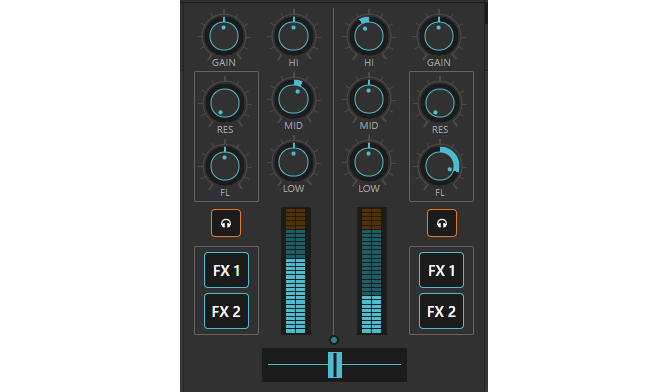 GAIN HI HI GAIN
RES MID MID RES
FL LOW LOW FL
FX 1 FX 1
FX 2 FX 2